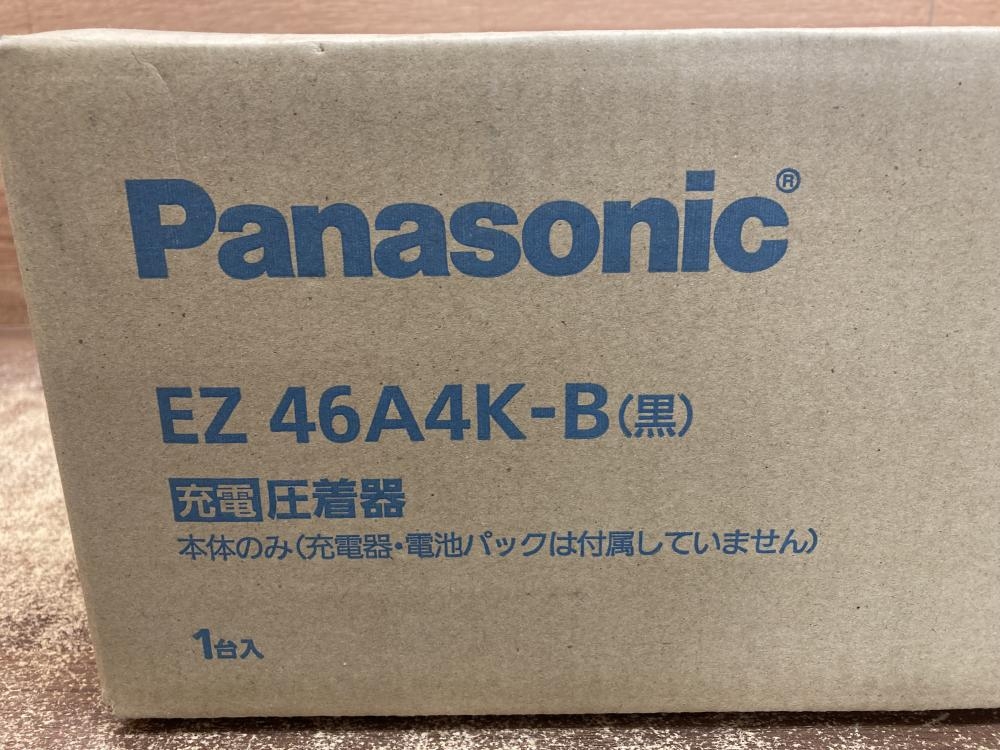 Panasonic®
EZ 46A4K-B(黒)
充電圧着器
本体のみ(充電器・電池パックは付属していません)
1台入